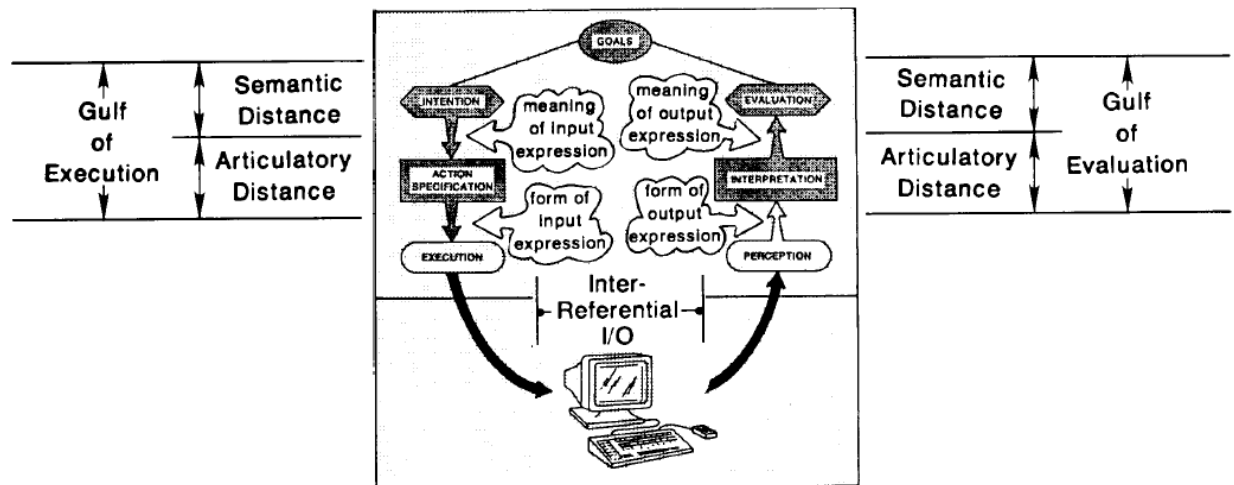 GOALS
Gulf
of
Execution
Semantic
Distance
Articulatory
Distance
INTENTION
meaning
of Input
expression
ACTION
SPECIFICATION
form of
Input
expression
EXECUTION
meaning
of output
expression
EVALUATION
form of
output
expression
INTERPRETATION
PERCEPTION
Inter-
Referential
I/O
Semantic
Distance
Articulatory
Distance
Gulf
of
Evaluation